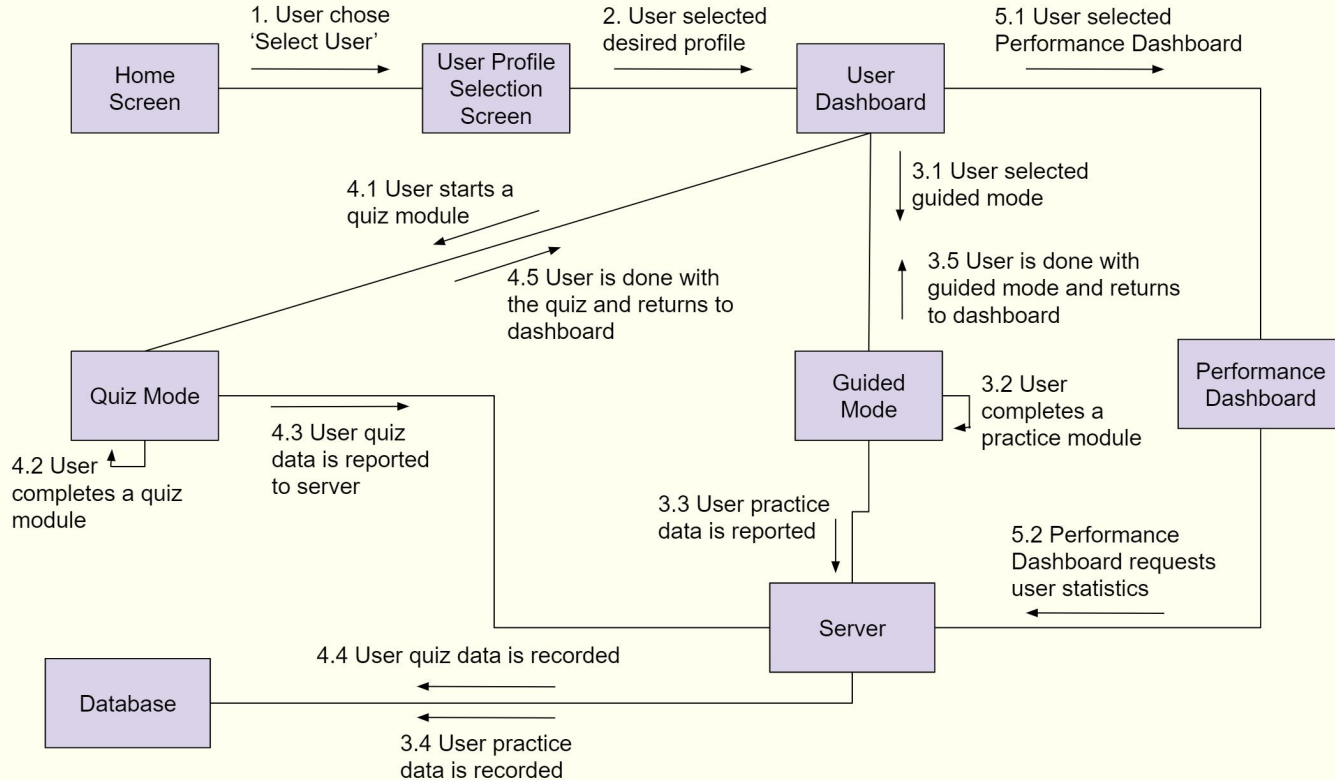 1. User chose
‘Select User’
2. User selected
desired profile
5.1 User selected
Performance Dashboard
Home
Screen
User Profile
Selection
Screen
User
Dashboard
4.1 User starts a
quiz module
3.1 User selected
guided mode
4.5 User is done with
the quiz and returns to
dashboard
3.5 User is done with
guided mode and returns
to dashboard
Quiz Mode
Guided
Mode
Performance
Dashboard
3.2 User
completes a
practice module
4.3 User quiz
data is reported
to server
4.2 User
completes a quiz
module
3.3 User practice
data is reported
5.2 Performance
Dashboard requests
user statistics
Server
4.4 User quiz data is recorded
Database
3.4 User practice
data is recorded